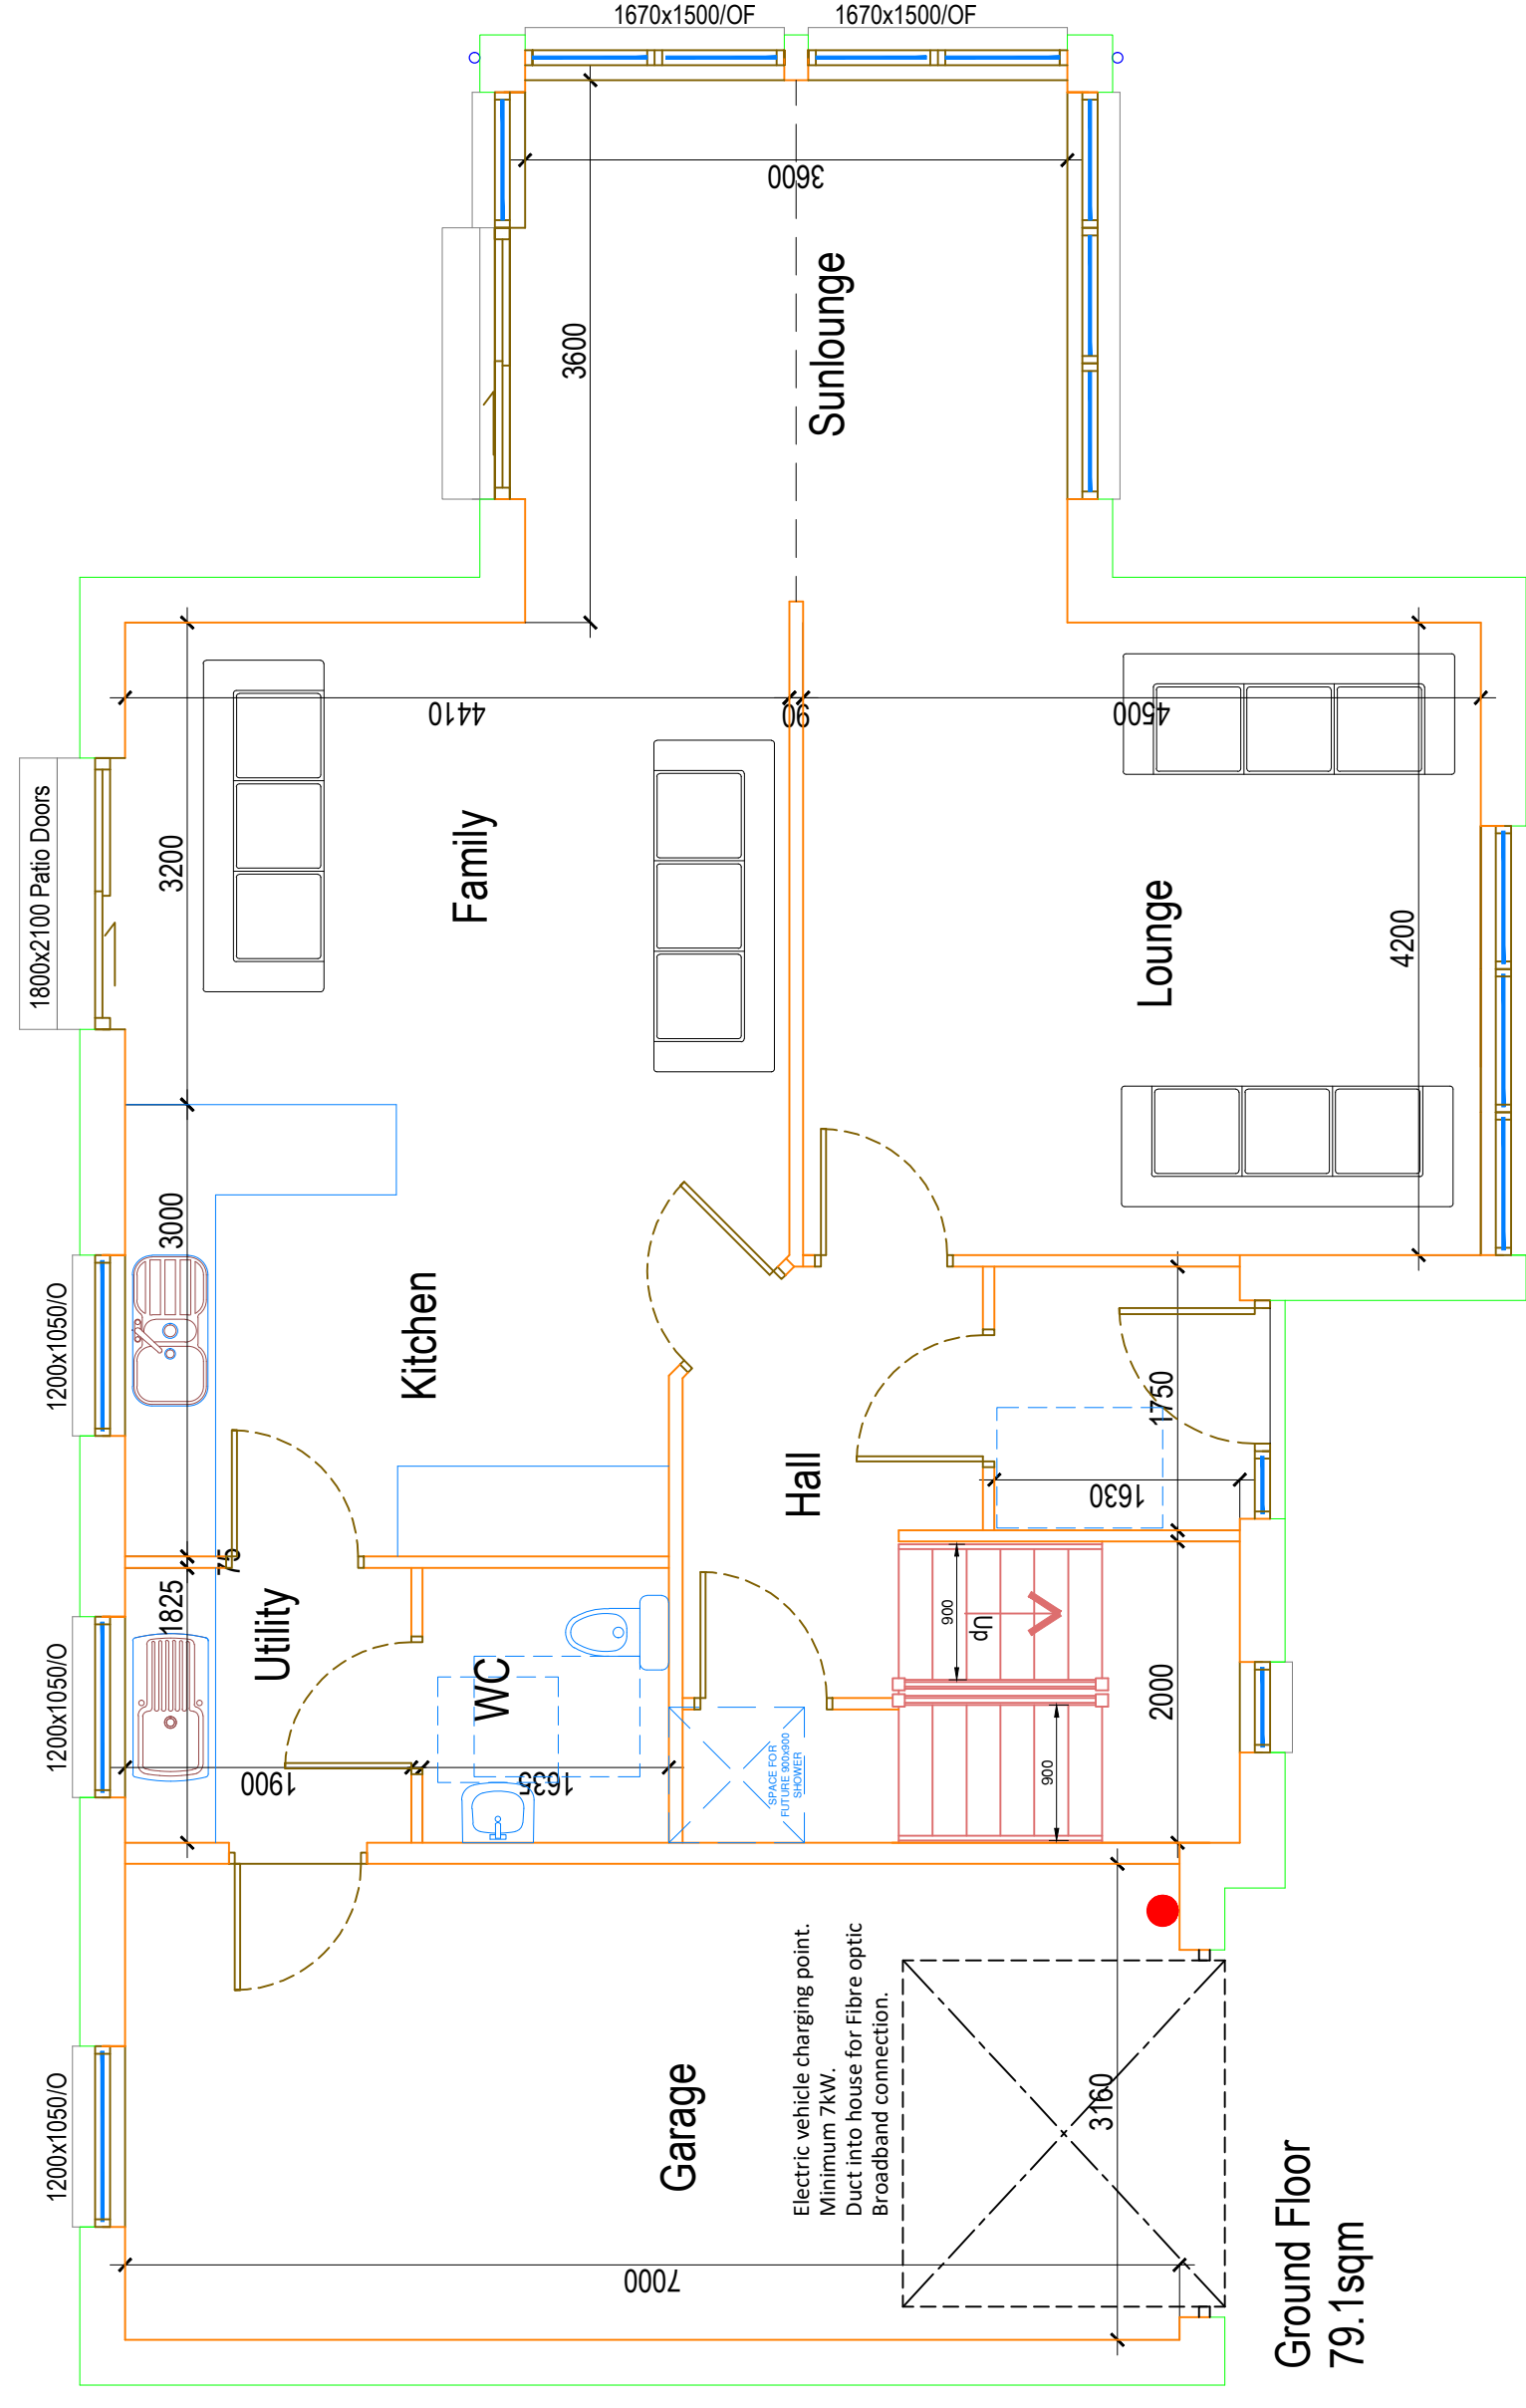 1670x1500/OF
1670x1500/OF
3600
3600
Sunlounge
1800x2100 Patio Doors
4410
90
4500
3200
Family
Lounge
4200
1200x1050/O
3000
Kitchen
Hall
1750
1630
75
1200x1050/O
1825
Utility
WC
1900
1635
900
Up
900
2000
SPACE FOR
FUTURE 900x900
SHOWER
1200x1050/O
Garage
Electric vehicle charging point.
Minimum 7kW.
Duct into house for Fibre optic
Broadband connection.
3160
7000
Ground Floor
79.1sqm